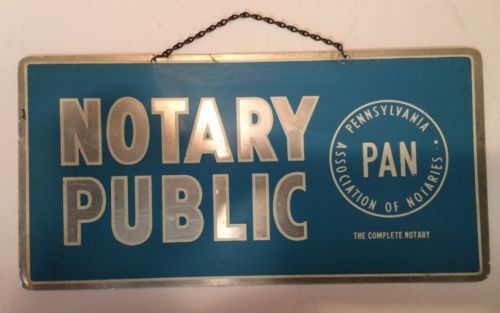 NOTARY
PUBLIC
PENNSYLVANIA
ASSOCIATION OF NOTARIES •
PAN
THE COMPLETE NOTARY